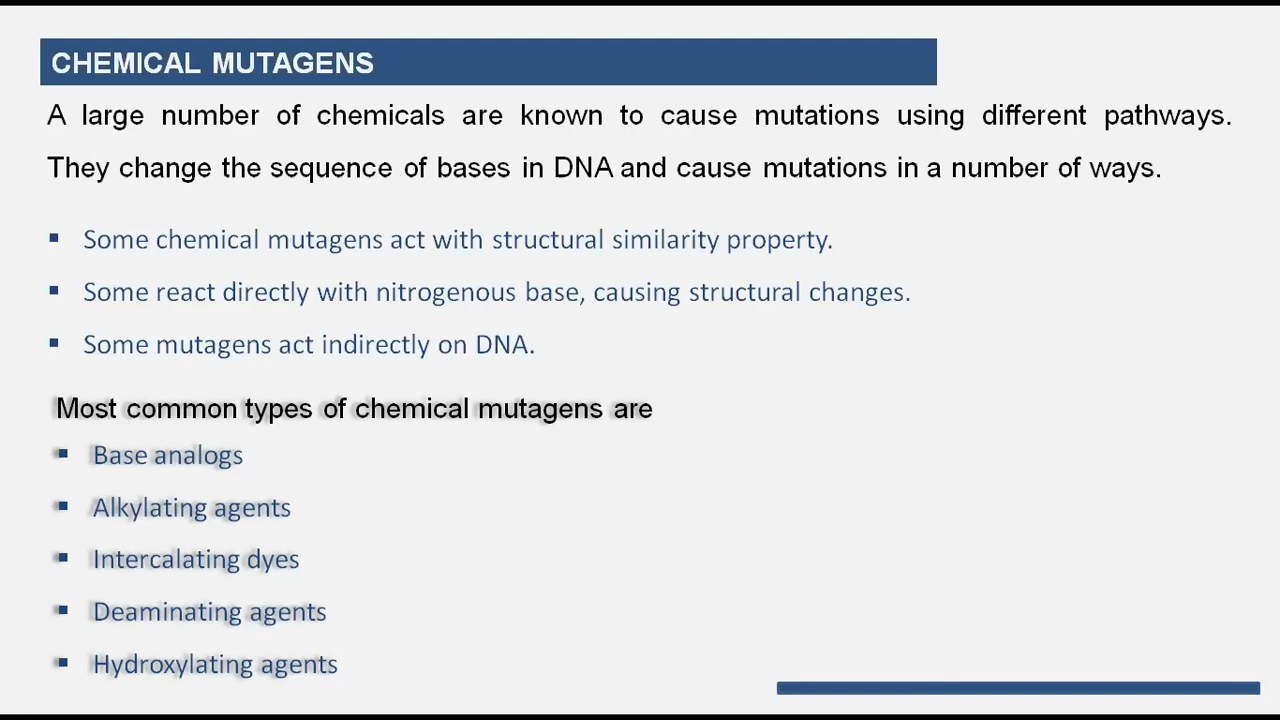 CHEMICAL MUTAGENS
A large number of chemicals are known to cause mutations using different pathways.
They change the sequence of bases in DNA and cause mutations in a number of ways.
▪ Some chemical mutagens act with structural similarity property.
▪ Some react directly with nitrogenous base, causing structural changes.
▪ Some mutagens act indirectly on DNA.
Most common types of chemical mutagens are
▪ Base analogs
▪ Alkylating agents
▪ Intercalating dyes
▪ Deaminating agents
▪ Hydroxylating agents